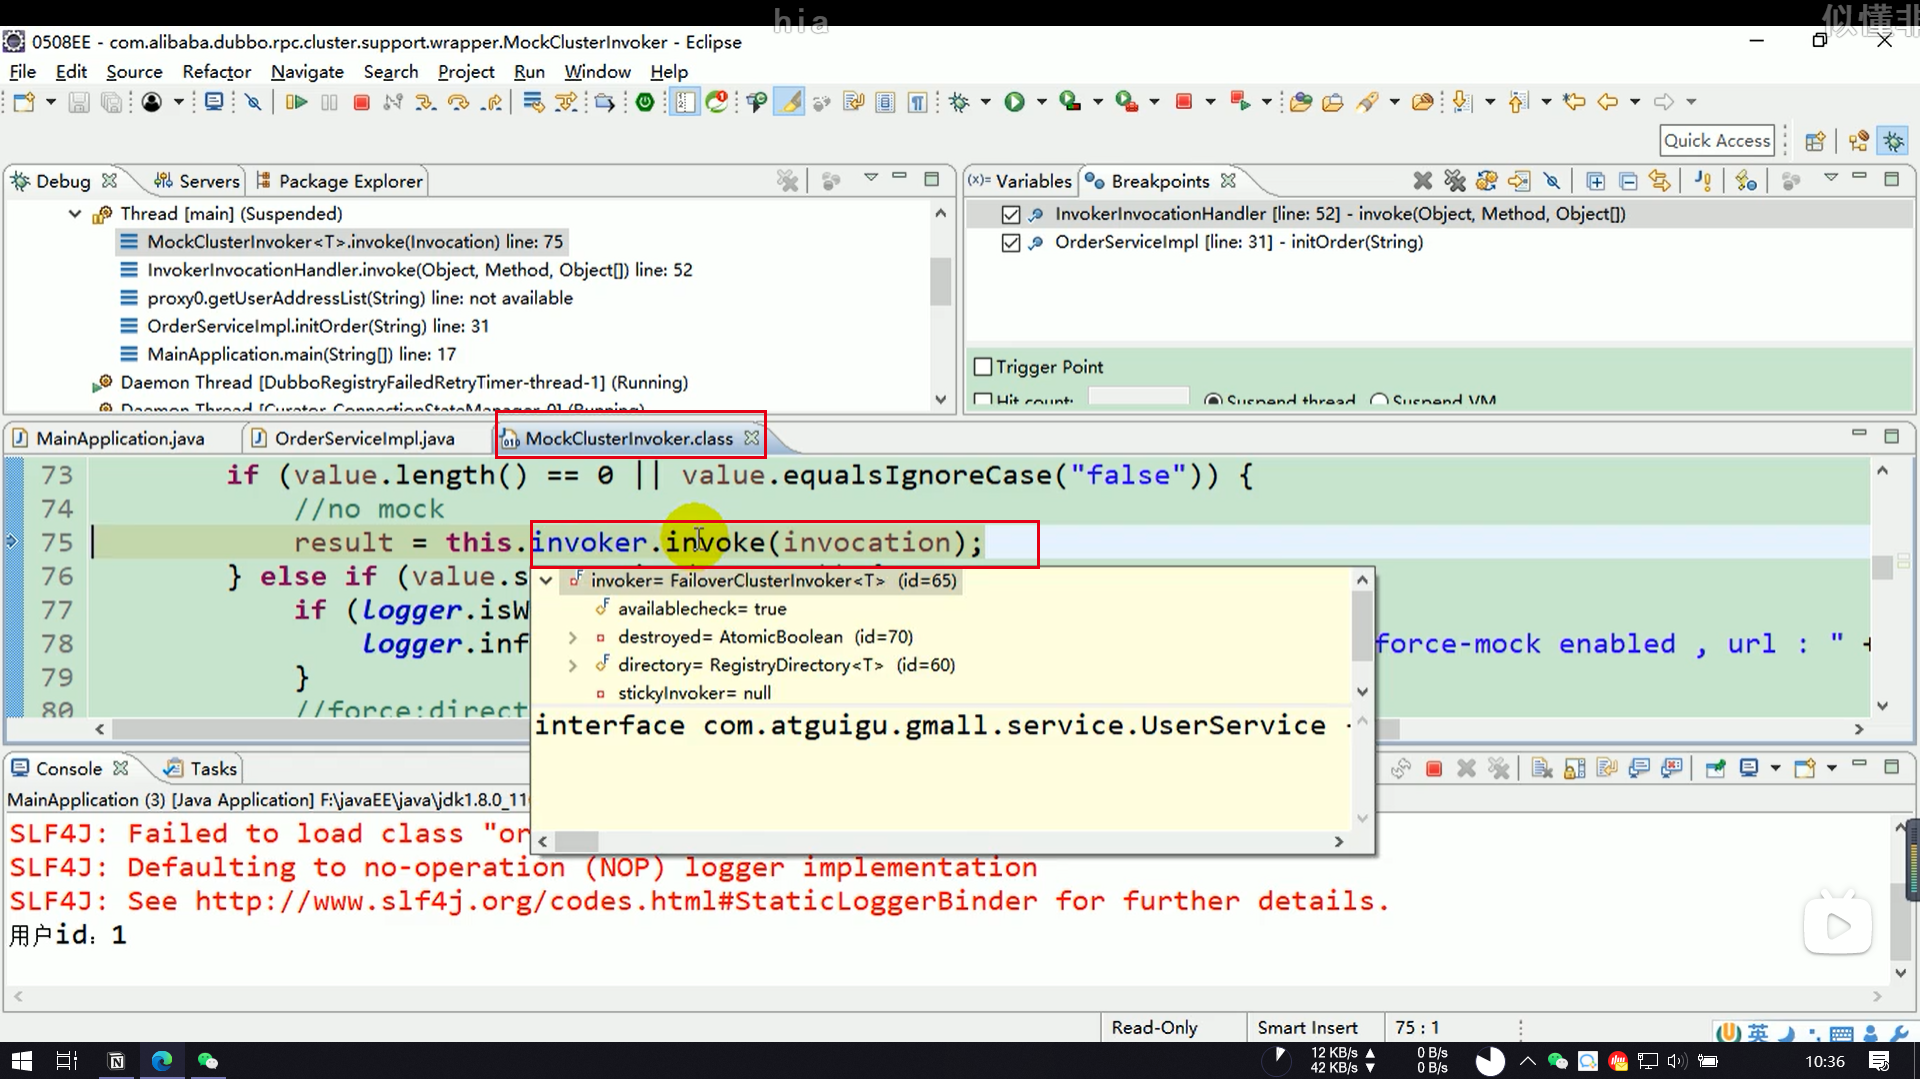 hia
似懂非
0508EE - com.alibaba.dubbo.rpc.cluster.support.wrapper.MockClusterInvoker - Eclipse
File Edit Source Refactor Navigate Search Project Run Window Help
Quick Access
Debug Servers Package Explorer
Thread [main] (Suspended)
MockClusterInvoker<T>.invoke(Invocation) line: 75
InvokerInvocationHandler.invoke(Object, Method, Object[]) line: 52
proxy0.getUserAddressList(String) line: not available
OrderServiceImpl.initOrder(String) line: 31
MainApplication.main(String[]) line: 17
Daemon Thread [DubboRegistryFailedRetryTimer-thread-1] (Running)
Daemon Thread [Curator-ConnectionStateManager-0] (Running)
(x)= Variables Breakpoints
InvokerInvocationHandler [line: 52] - invoke(Object, Method, Object[])
OrderServiceImpl [line: 31] - initOrder(String)
Trigger Point
Hit count: Suspend thread Suspend VM
MainApplication.java OrderServiceImpl.java MockClusterInvoker.class
73 if (value.length() == 0 || value.equalsIgnoreCase("false")) {
74 //no mock
75 result = this.invoker.invoke(invocation);
76 } else if (value.s
77 if (logger.isW
78 logger.inf force-mock enabled , url : " +
79 }
80 //force:direct
invoker= FailoverClusterInvoker<T> (id=65)
availablecheck= true
destroyed= AtomicBoolean (id=70)
directory= RegistryDirectory<T> (id=60)
stickyInvoker= null
interface com.atguigu.gmall.service.UserService -
Console Tasks
MainApplication (3) [Java Application] F:\javaEE\java\jdk1.8.0_11
SLF4J: Failed to load class "or
SLF4J: Defaulting to no-operation (NOP) logger implementation
SLF4J: See http://www.slf4j.org/codes.html#StaticLoggerBinder for further details.
用户id：1
Read-Only Smart Insert 75 : 1
英
12 KB/s 0 B/s
42 KB/s 0 B/s
10:36